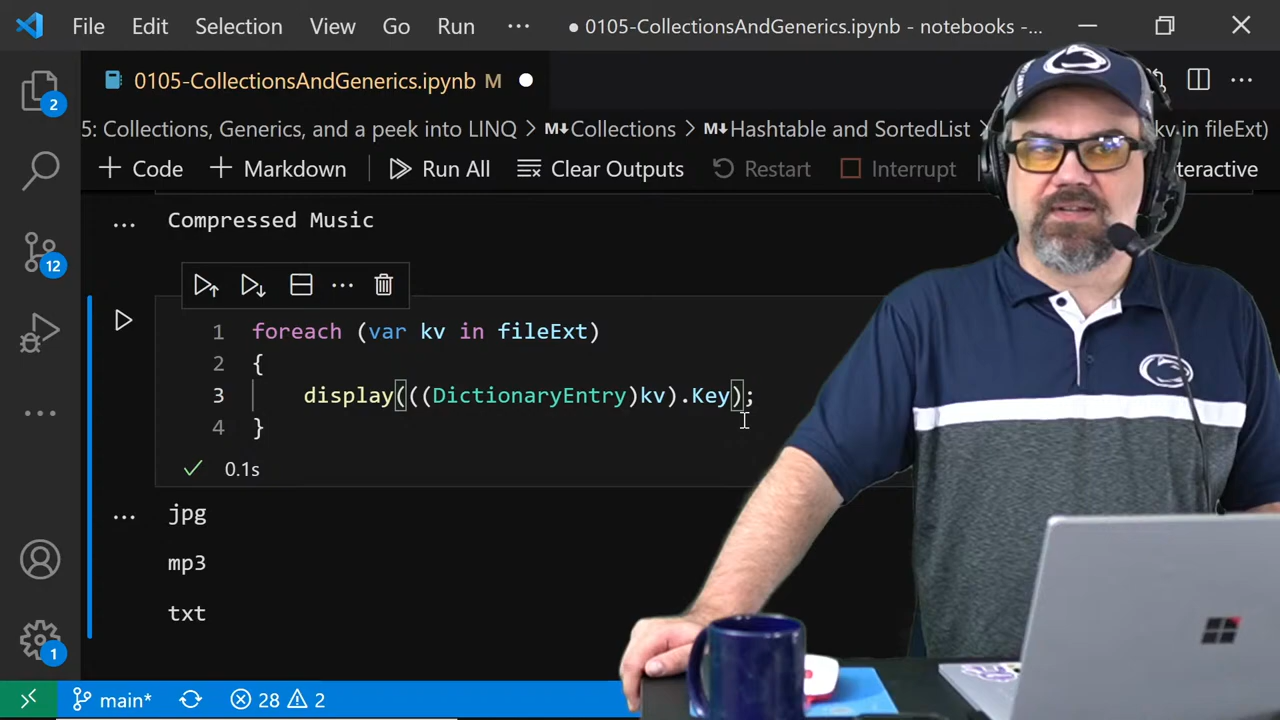 File Edit Selection View Go Run ··· ● 0105-CollectionsAndGenerics.ipynb - notebooks -...
0105-CollectionsAndGenerics.ipynb M
2
5: Collections, Generics, and a peek into LINQ > M↓Collections > M↓Hashtable and SortedList kv in fileExt)
+ Code + Markdown Run All Clear Outputs Restart Interrupt teractive
... Compressed Music
12
1 foreach (var kv in fileExt)
2 {
3 display(((DictionaryEntry)kv).Key);
4 }
0.1s
... jpg
mp3
txt
1
main* 28 2